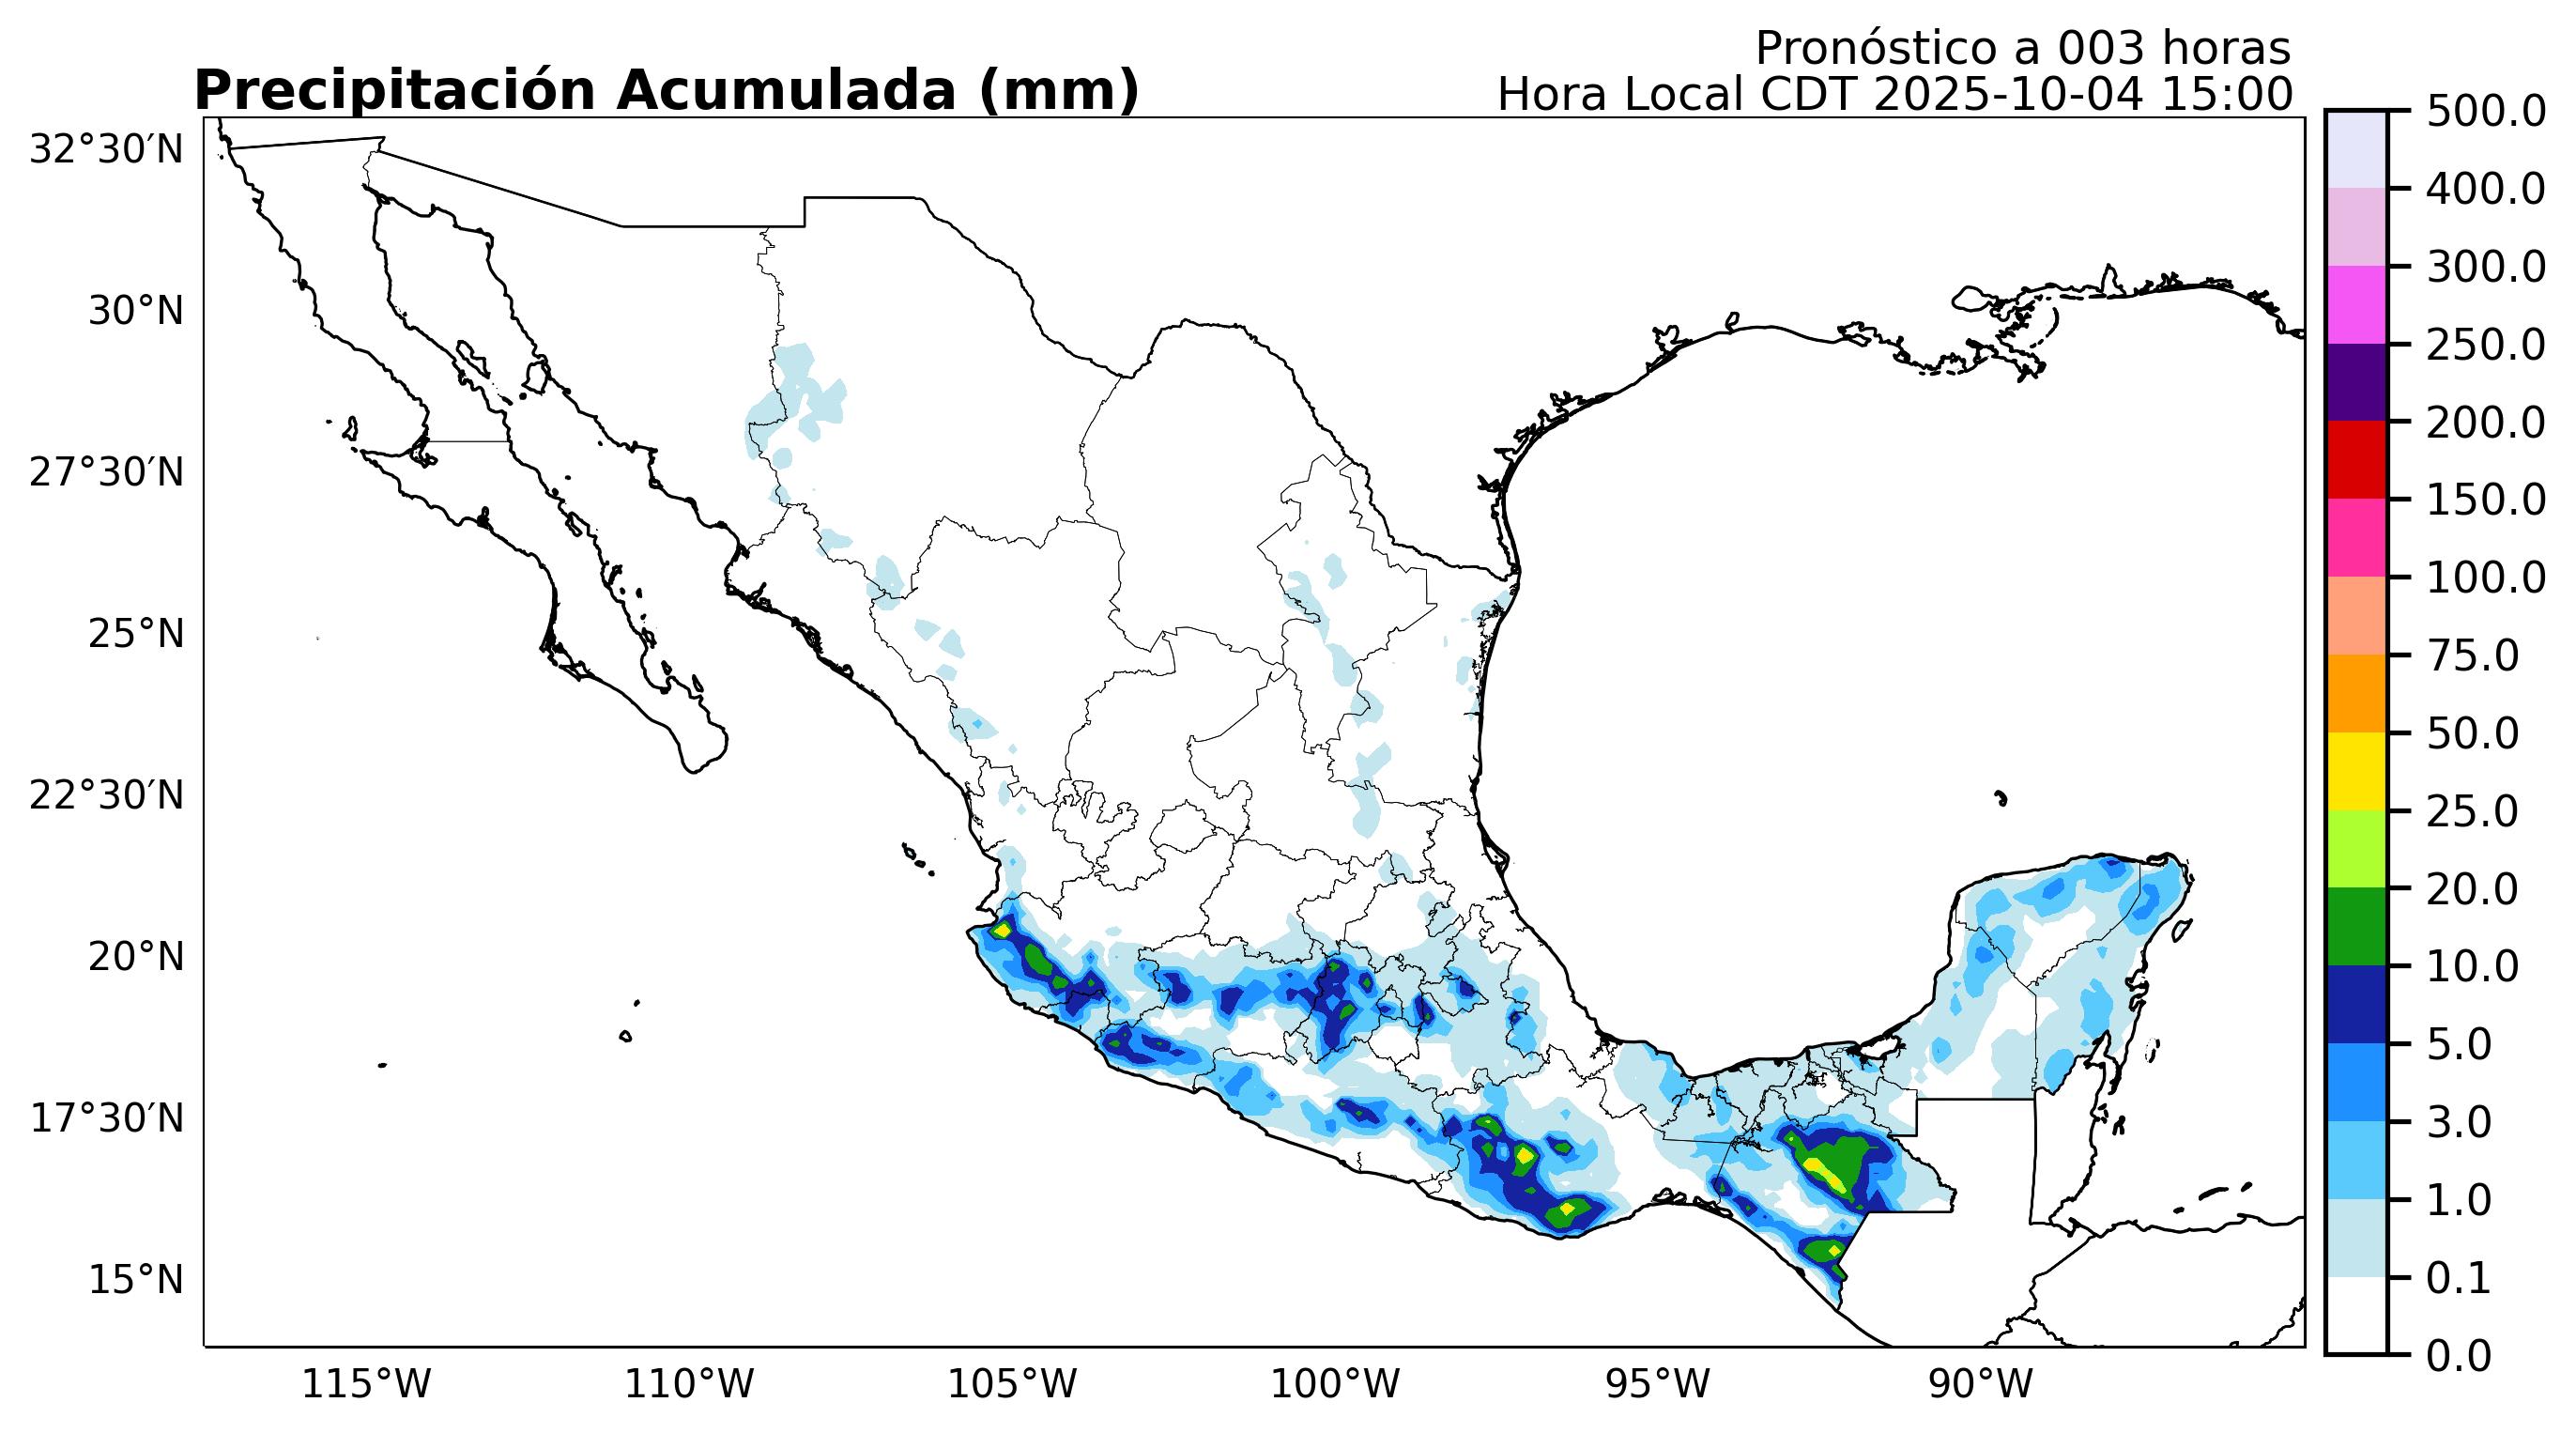 Pronóstico a 003 horas
Precipitación Acumulada (mm)
Hora Local CDT 2025-10-04 15:00
32°30′N
30°N
27°30′N
25°N
22°30′N
20°N
17°30′N
15°N
115°W
110°W
105°W
100°W
95°W
90°W
500.0
400.0
300.0
250.0
200.0
150.0
100.0
75.0
50.0
25.0
20.0
10.0
5.0
3.0
1.0
0.1
0.0